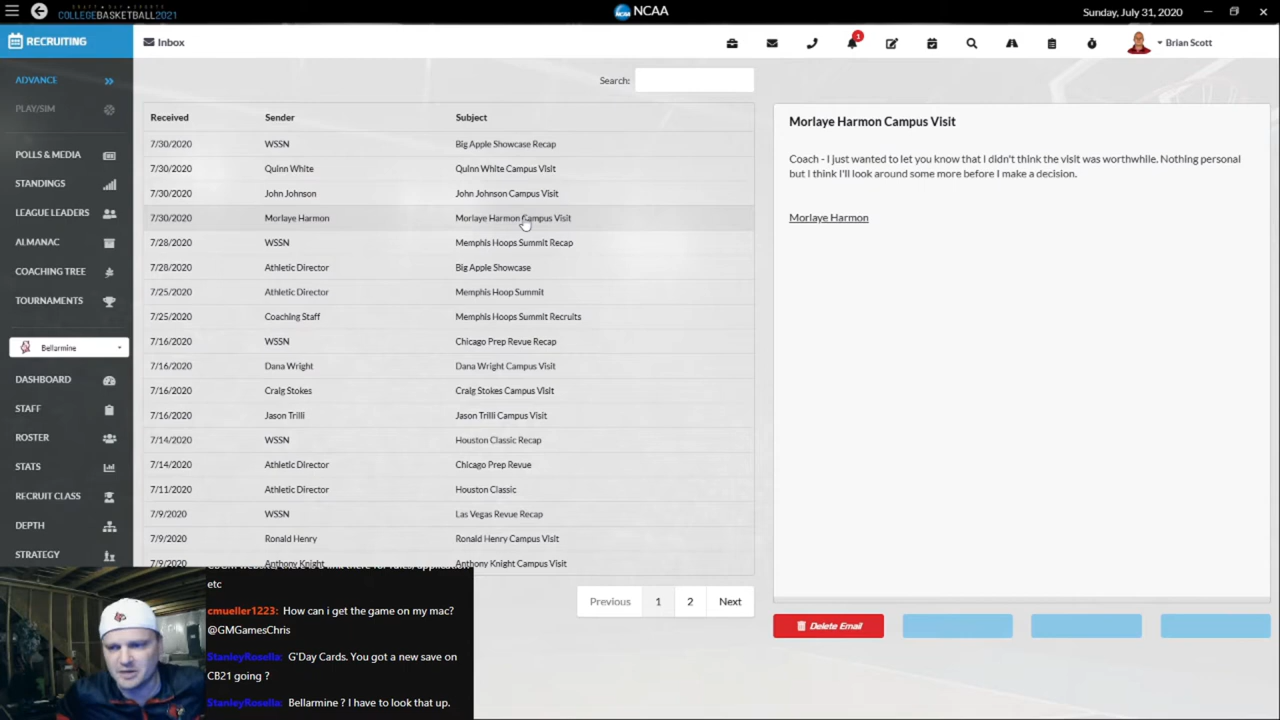 DRAFT DAY SPORTS
COLLEGEBASKETBALL2021
NCAA
Sunday, July 31, 2020
RECRUITING
Inbox
1
Brian Scott
ADVANCE
PLAY/SIM
POLLS & MEDIA
STANDINGS
LEAGUE LEADERS
ALMANAC
COACHING TREE
TOURNAMENTS
Bellarmine
DASHBOARD
STAFF
ROSTER
STATS
RECRUIT CLASS
DEPTH
STRATEGY
Search:
Received Sender Subject
7/30/2020 WSSN Big Apple Showcase Recap
7/30/2020 Quinn White Quinn White Campus Visit
7/30/2020 John Johnson John Johnson Campus Visit
7/30/2020 Morlaye Harmon Morlaye Harmon Campus Visit
7/28/2020 WSSN Memphis Hoops Summit Recap
7/28/2020 Athletic Director Big Apple Showcase
7/25/2020 Athletic Director Memphis Hoop Summit
7/25/2020 Coaching Staff Memphis Hoops Summit Recruits
7/16/2020 WSSN Chicago Prep Revue Recap
7/16/2020 Dana Wright Dana Wright Campus Visit
7/16/2020 Craig Stokes Craig Stokes Campus Visit
7/16/2020 Jason Trilli Jason Trilli Campus Visit
7/14/2020 WSSN Houston Classic Recap
7/14/2020 Athletic Director Chicago Prep Revue
7/11/2020 Athletic Director Houston Classic
7/9/2020 WSSN Las Vegas Revue Recap
7/9/2020 Ronald Henry Ronald Henry Campus Visit
7/9/2020 Anthony Knight Anthony Knight Campus Visit
Previous 1 2 Next
Morlaye Harmon Campus Visit
Coach - I just wanted to let you know that I didn't think the visit was worthwhile. Nothing personal
but I think I'll look around some more before I make a decision.
Morlaye Harmon
Delete Email
website, there is a link there for rules, application
etc
cmueller1223: How can i get the game on my mac?
@GMGamesChris
StanleyRosella: G'Day Cards. You got a new save on
CB21 going ?
StanleyRosella: Bellarmine ? I have to look that up.